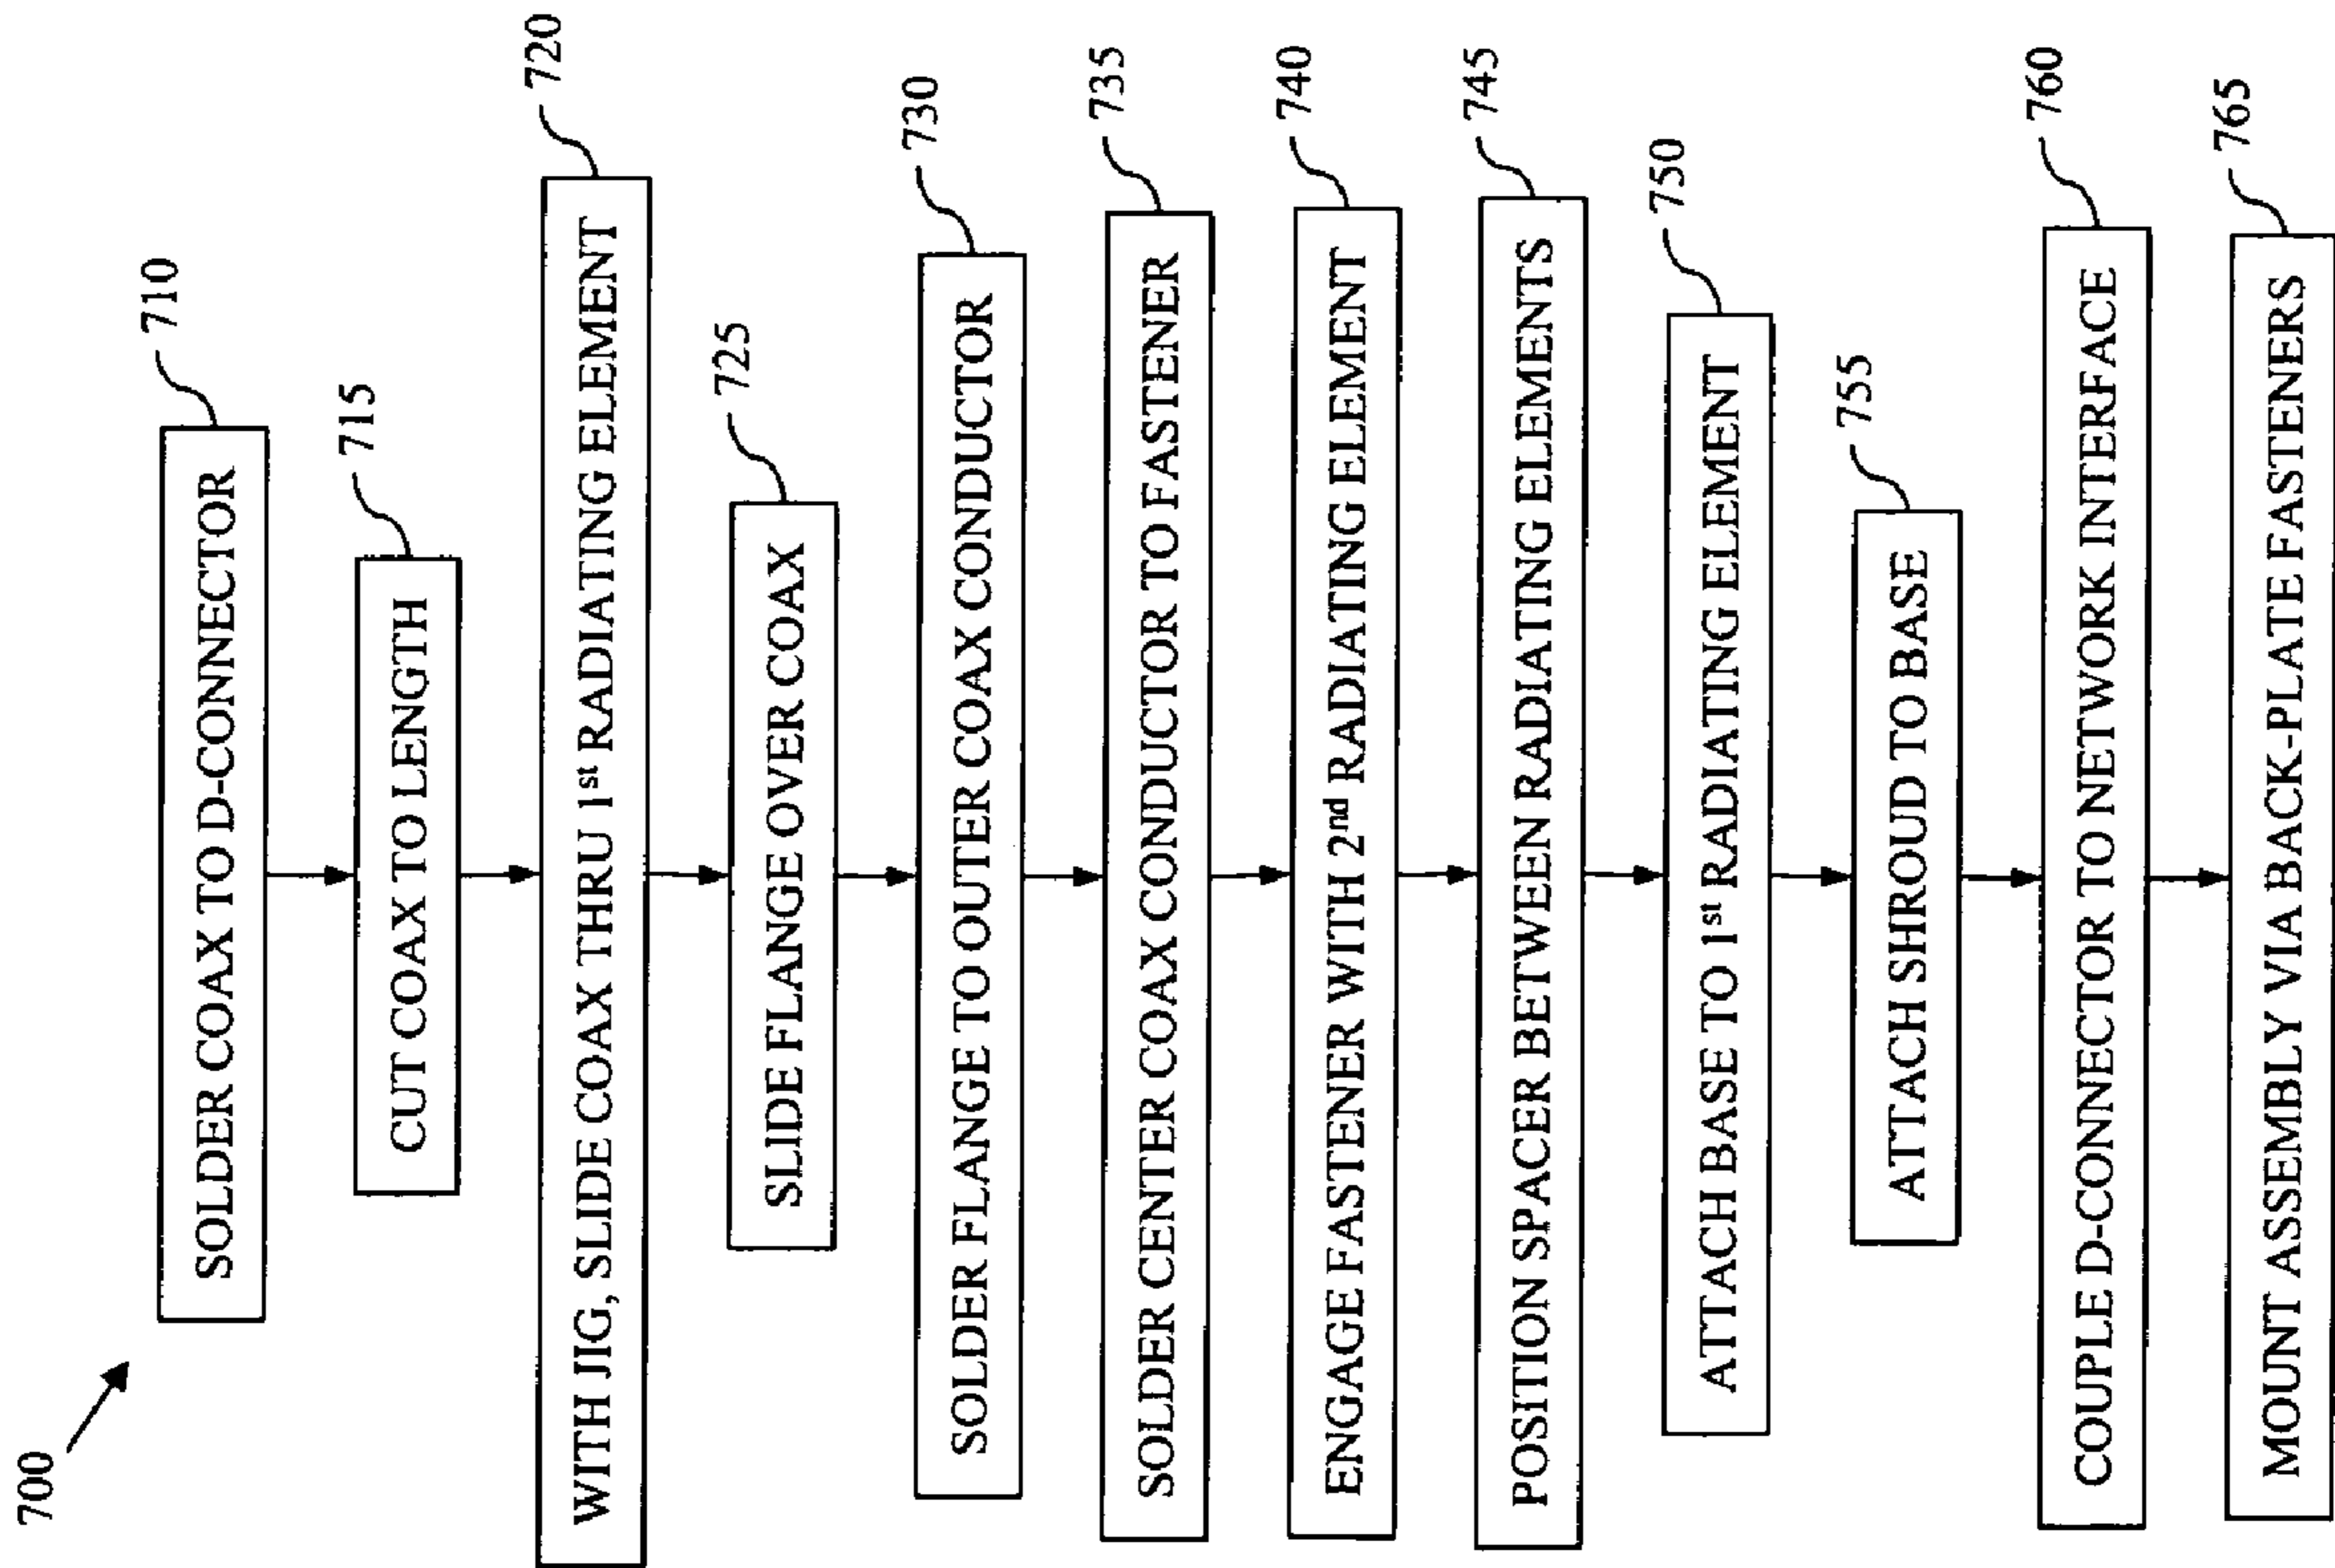 700
SOLDER COAX TO D-CONNECTOR
710
CUT COAX TO LENGTH
715
WITH JIG, SLIDE COAX THRU 1st RADIATING ELEMENT
720
SLIDE FLANGE OVER COAX
725
SOLDER FLANGE TO OUTER COAX CONDUCTOR
730
SOLDER CENTER COAX CONDUCTOR TO FASTENER
735
ENGAGE FASTENER WITH 2nd RADIATING ELEMENT
740
POSITION SPACER BETWEEN RADIATING ELEMENTS
745
ATTACH BASE TO 1st RADIATING ELEMENT
750
ATTACH SHROUD TO BASE
755
COUPLE D-CONNECTOR TO NETWORK INTERFACE
760
MOUNT ASSEMBLY VIA BACK-PLATE FASTENERS
765